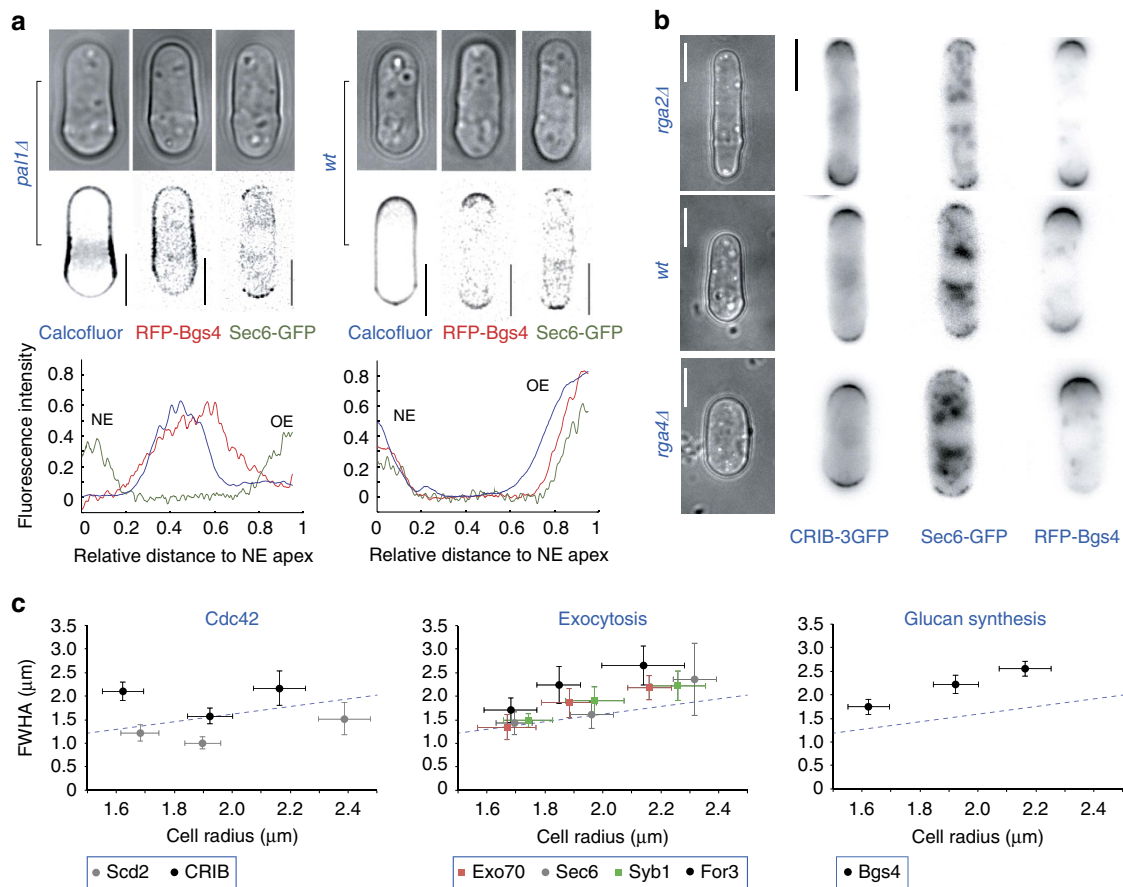 a
b
pal1Δ
wt
Calcofluor RFP-Bgs4 Sec6-GFP
Calcofluor RFP-Bgs4 Sec6-GFP
Fluorescence intensity
0.8
0.6
0.4
0.2
0
NE
OE
0 0.2 0.4 0.6 0.8 1
Relative distance to NE apex
0.8
0.6
0.4
0.2
0
NE
OE
0 0.2 0.4 0.6 0.8 1
Relative distance to NE apex
rga2Δ
wt
rga4Δ
CRIB-3GFP Sec6-GFP RFP-Bgs4
c
Cdc42
FWHA (μm)
3.5
3.0
2.5
2.0
1.5
1.0
0.5
0
1.6 1.8 2.0 2.2 2.4
Cell radius (μm)
Scd2 CRIB
Exocytosis
3.5
3.0
2.5
2.0
1.5
1.0
0.5
0
1.6 1.8 2.0 2.2 2.4
Cell radius (μm)
Exo70 Sec6 Syb1 For3
Glucan synthesis
3.5
3.0
2.5
2.0
1.5
1.0
0.5
0
1.6 1.8 2.0 2.2 2.4
Cell radius (μm)
Bgs4